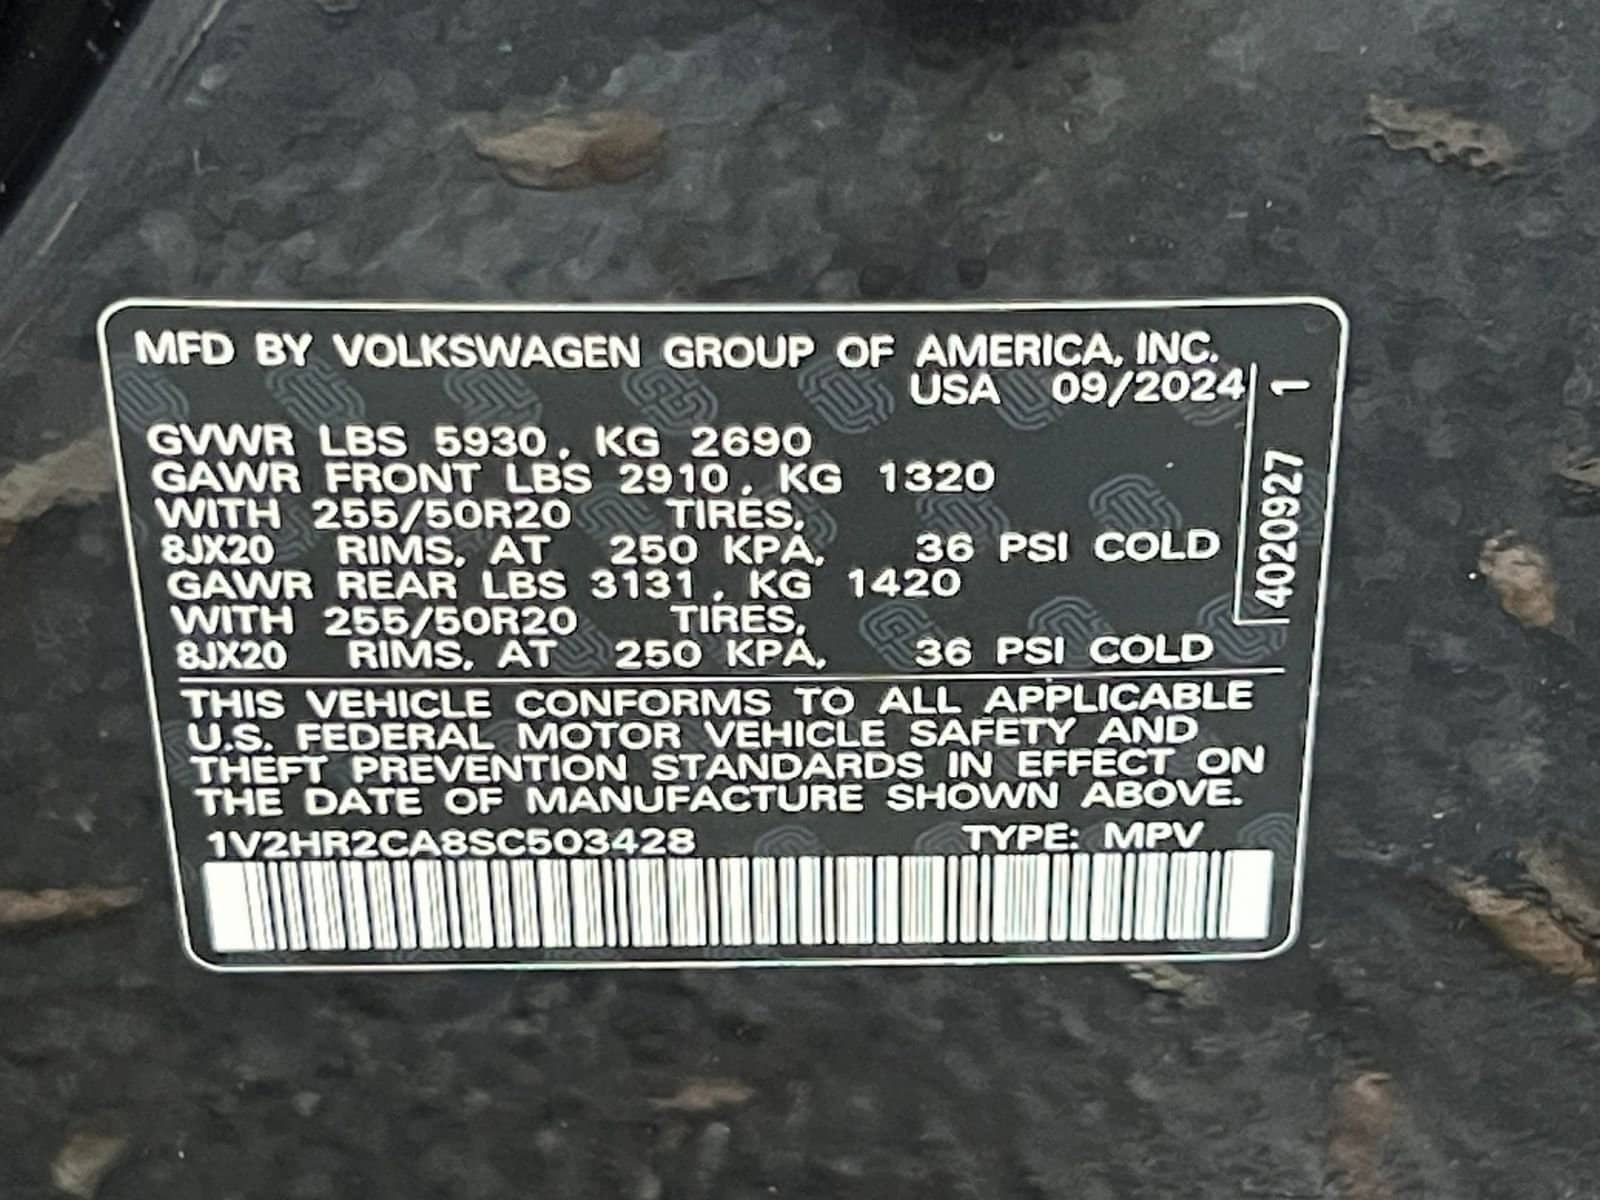 MFD BY VOLKSWAGEN GROUP OF AMERICA, INC.
USA 09/2024
GVWR LBS 5930, KG 2690
GAWR FRONT LBS 2910, KG 1320
WITH 255/50R20 TIRES,
8JX20 RIMS, AT 250 KPA, 36 PSI COLD
GAWR REAR LBS 3131, KG 1420
WITH 255/50R20 TIRES,
8JX20 RIMS, AT 250 KPA, 36 PSI COLD
THIS VEHICLE CONFORMS TO ALL APPLICABLE
U.S. FEDERAL MOTOR VEHICLE SAFETY AND
THEFT PREVENTION STANDARDS IN EFFECT ON
THE DATE OF MANUFACTURE SHOWN ABOVE.
1V2HR2CA8SC503428 TYPE: MPV
4020927 1